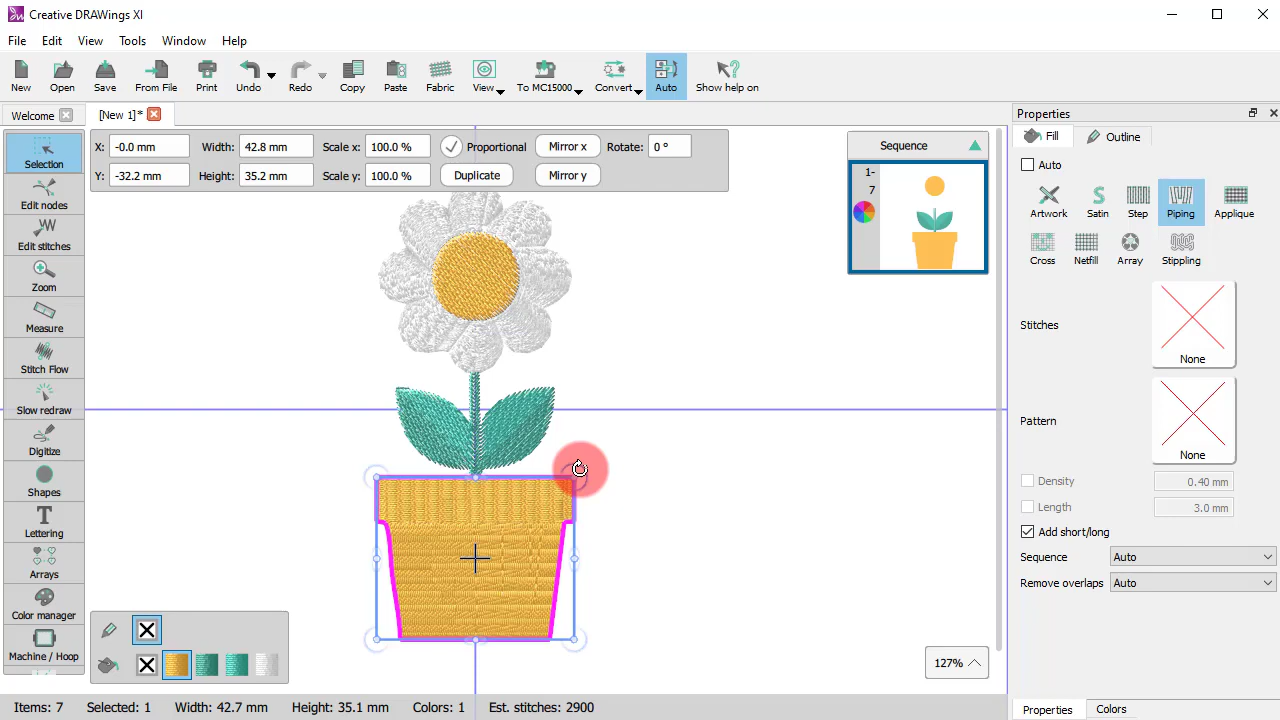 Creative DRAWings XI
File Edit View Tools Window Help
New Open Save From File Print Undo Redo Copy Paste Fabric View To MC15000 Convert Auto Show help on
Welcome [New 1]*
Properties
X: -0.0 mm Width: 42.8 mm Scale x: 100.0 % Proportional Mirror x Rotate: 0 °
Y: -32.2 mm Height: 35.2 mm Scale y: 100.0 % Duplicate Mirror y
Sequence
1-
7
Selection
Edit nodes
Edit stitches
Zoom
Measure
Stitch Flow
Slow redraw
Digitize
Shapes
Lettering
Arrays
Color manager
Machine / Hoop
Fill Outline
Auto
Artwork Satin Step Piping Applique
Cross Netfill Array Stippling
Stitches
None
Pattern
None
Density 0.40 mm
Length 3.0 mm
Add short/long
Sequence Auto
Remove overlaps Auto
127%
Items: 7 Selected: 1 Width: 42.7 mm Height: 35.1 mm Colors: 1 Est. stitches: 2900
Properties Colors